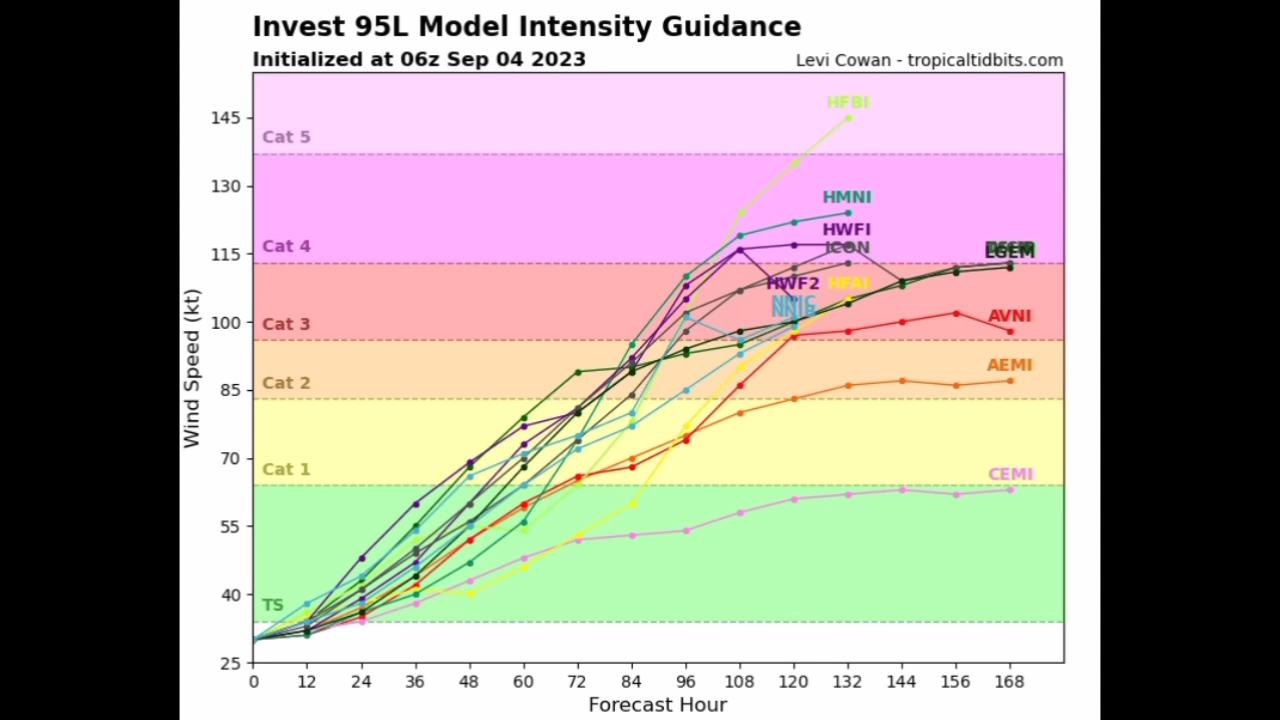 Invest 95L Model Intensity Guidance
Initialized at 06z Sep 04 2023
Levi Cowan - tropicaltidbits.com
HFBI
145
Cat 5
130
HMNI
HWFI
Cat 4
ICON
115
LGEM
HWF2
HFAI
NNIC
NNIB
AVNI
Cat 3
100
Wind Speed (kt)
AEMI
Cat 2
85
Cat 1
70
CEMI
55
TS
40
25
0 12 24 36 48 60 72 84 96 108 120 132 144 156 168
Forecast Hour